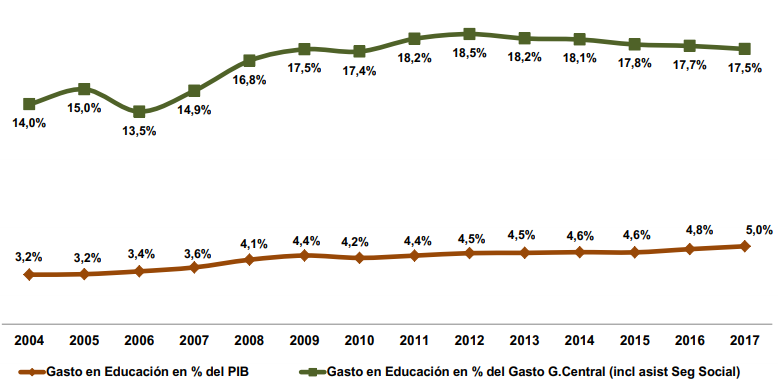 14,0% 15,0% 13,5% 14,9% 16,8% 17,5% 17,4% 18,2% 18,5% 18,2% 18,1% 17,8% 17,7% 17,5%
3,2% 3,2% 3,4% 3,6% 4,1% 4,4% 4,2% 4,4% 4,5% 4,5% 4,6% 4,6% 4,8% 5,0%
2004 2005 2006 2007 2008 2009 2010 2011 2012 2013 2014 2015 2016 2017
Gasto en Educación en % del PIB Gasto en Educación en % del Gasto G.Central (incl asist Seg Social)